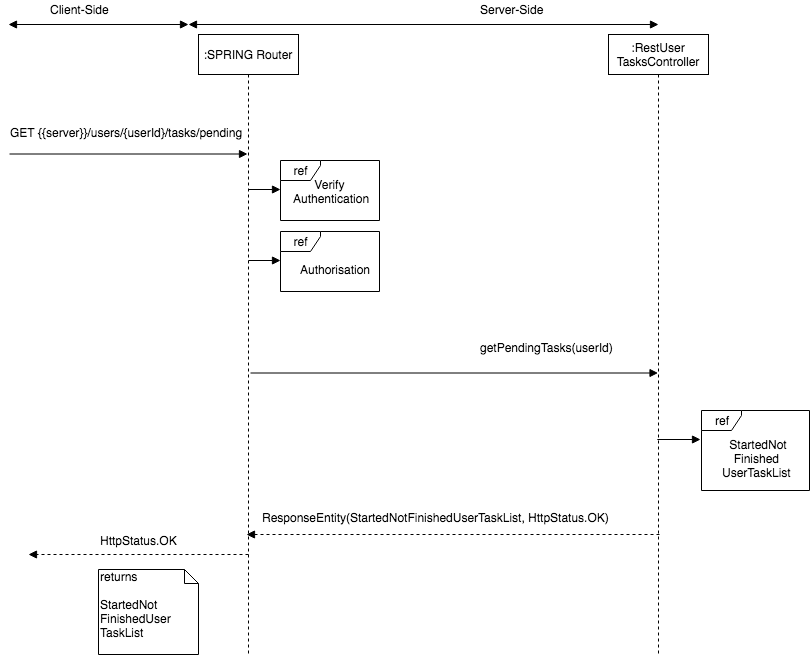 Client-Side
Server-Side
:SPRING Router
:RestUser
TasksController
GET {{server}}/users/{userId}/tasks/pending
ref
Verify
Authentication
ref
Authorisation
getPendingTasks(userId)
ref
StartedNot
Finished
UserTaskList
ResponseEntity(StartedNotFinishedUserTaskList, HttpStatus.OK)
HttpStatus.OK
returns
StartedNot
FinishedUser
TaskList